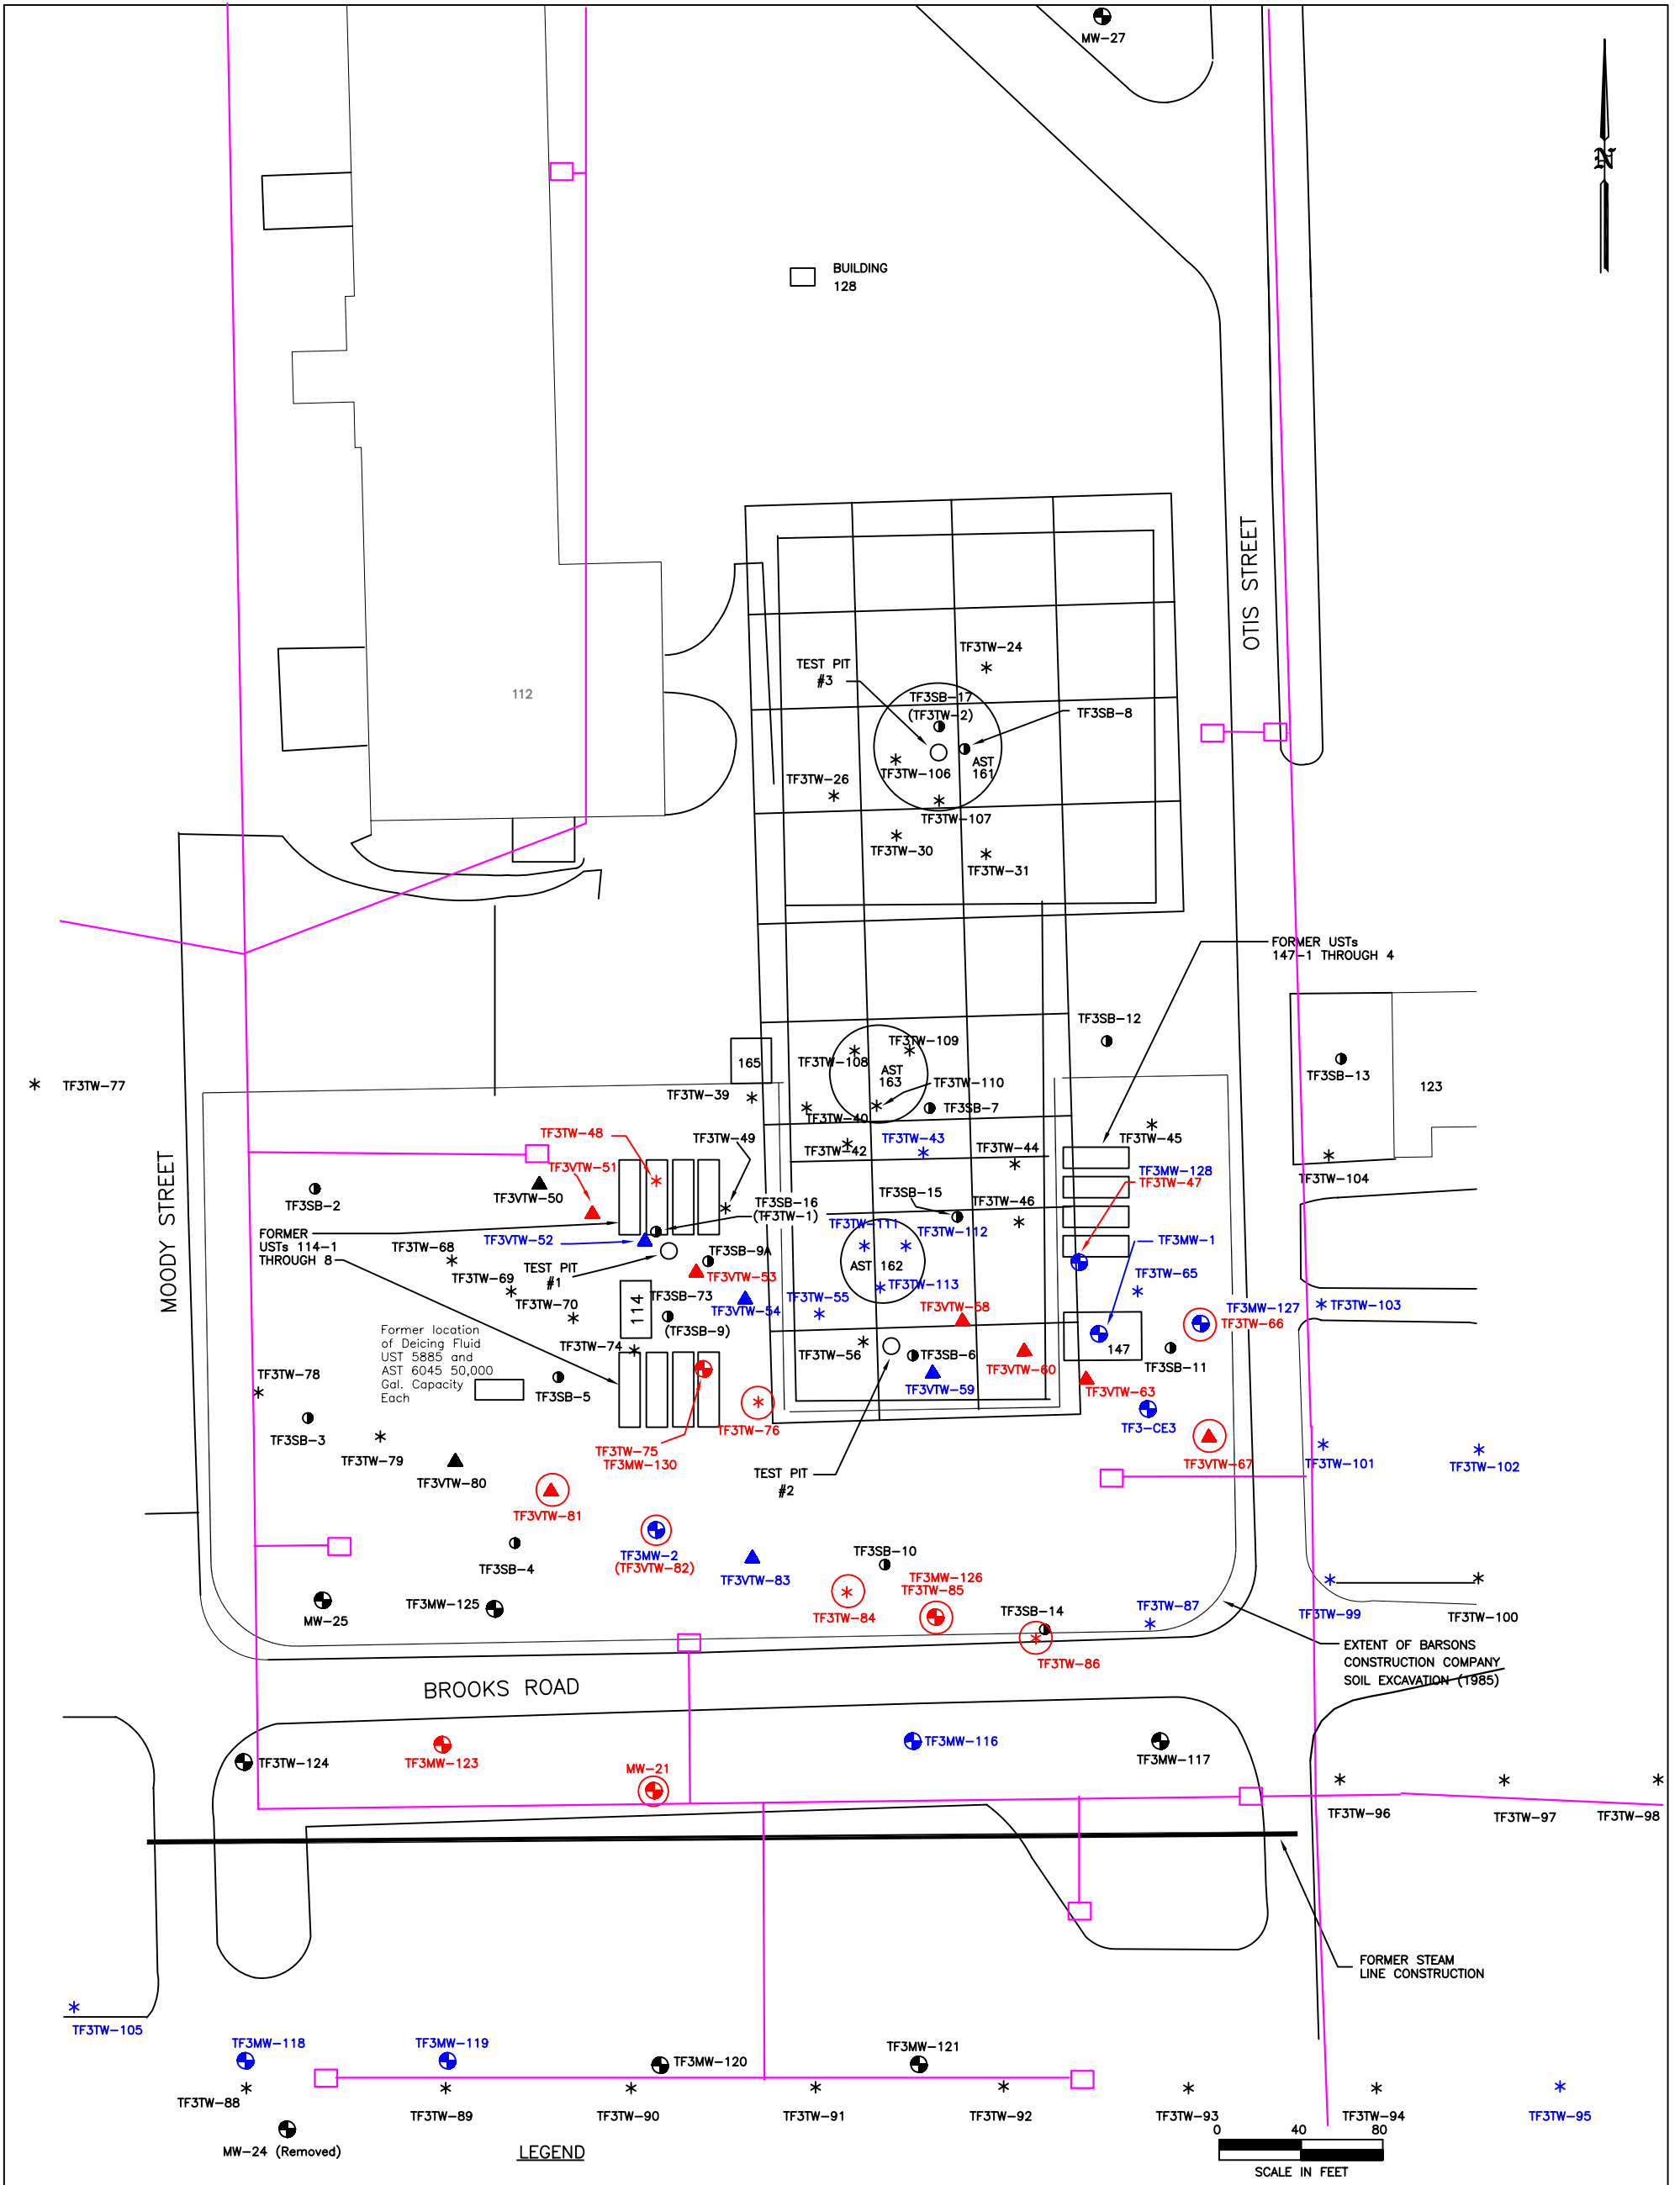 MW-27
N
BUILDING
128
OTIS STREET
112
TF3TW-24
TEST PIT
#3
TF3SB-17
(TF3TW-2)
TF3SB-8
AST
161
TF3TW-106
TF3TW-26
TF3TW-107
TF3TW-30
TF3TW-31
FORMER USTs
147-1 THROUGH 4
TF3SB-12
TF3TW-109
TF3TW-108
165
AST
163
TF3SB-13
123
TF3TW-77
TF3TW-110
TF3TW-39
TF3SB-7
TF3TW-40
TF3TW-48
TF3TW-49
TF3TW-42
TF3TW-43
TF3TW-44
TF3TW-45
MOODY STREET
TF3VTW-51
TF3MW-128
TF3TW-47
TF3TW-104
TF3SB-2
TF3VTW-50
TF3SB-16
(TF3TW-1)
TF3SB-15
TF3TW-46
FORMER
USTs 114-1
THROUGH 8
TF3VTW-52
TF3TW-111
TF3TW-112
TF3MW-1
TF3TW-68
TF3SB-9A
TEST PIT
#1
AST 162
TF3TW-69
TF3VTW-53
TF3TW-113
TF3TW-65
114
TF3SB-73
(TF3SB-9)
TF3TW-70
TF3VTW-54
TF3TW-55
TF3VTW-58
TF3MW-127
TF3TW-66
TF3TW-103
Former location
of Deicing Fluid
UST 5885 and
AST 6045 50,000
Gal. Capacity
Each
TF3TW-74
TF3TW-56
TF3SB-6
TF3VTW-60
147
TF3SB-11
TF3TW-78
TF3SB-5
TF3VTW-59
TF3VTW-63
TF3SB-3
TF3TW-76
TF3-CE3
TF3TW-79
TF3TW-75
TF3MW-130
TEST PIT
#2
TF3VTW-67
TF3TW-101
TF3TW-102
TF3VTW-80
TF3VTW-81
TF3SB-4
TF3MW-2
(TF3VTW-82)
TF3VTW-83
TF3SB-10
TF3MW-126
TF3TW-85
MW-25
TF3MW-125
TF3TW-84
TF3SB-14
TF3TW-87
TF3TW-99
TF3TW-100
TF3TW-86
EXTENT OF BARSONS
CONSTRUCTION COMPANY
SOIL EXCAVATION (1985)
BROOKS ROAD
TF3TW-124
TF3MW-123
MW-21
TF3MW-116
TF3MW-117
TF3TW-96
TF3TW-97
TF3TW-98
FORMER STEAM
LINE CONSTRUCTION
TF3TW-105
TF3MW-118
TF3MW-119
TF3MW-120
TF3MW-121
TF3TW-88
TF3TW-89
TF3TW-90
TF3TW-91
TF3TW-92
TF3TW-93
TF3TW-94
TF3TW-95
MW-24 (Removed)
LEGEND
0 40 80
SCALE IN FEET